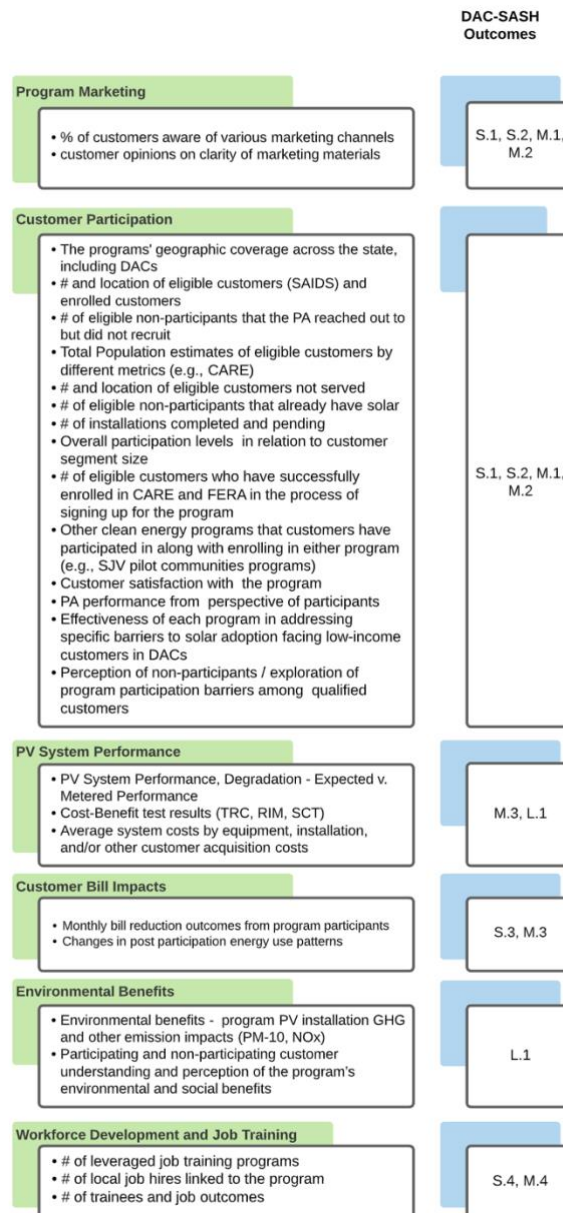 DAC-SASH
Outcomes
Program Marketing
• % of customers aware of various marketing channels
• customer opinions on clarity of marketing materials
S.1, S.2, M.1,
M.2
Customer Participation
• The programs' geographic coverage across the state,
including DACs
• # and location of eligible customers (SAIDS) and
enrolled customers
• # of eligible non-participants that the PA reached out to
but did not recruit
• Total Population estimates of eligible customers by
different metrics (e.g., CARE)
• # and location of eligible customers not served
• # of eligible non-participants that already have solar
• # of installations completed and pending
• Overall participation levels in relation to customer
segment size
• # of eligible customers who have successfully
enrolled in CARE and FERA in the process of
signing up for the program
• Other clean energy programs that customers have
participated in along with enrolling in either program
(e.g., SJV pilot communities programs)
• Customer satisfaction with the program
• PA performance from perspective of participants
• Effectiveness of each program in addressing
specific barriers to solar adoption facing low-income
customers in DACs
• Perception of non-participants / exploration of
program participation barriers among qualified
customers
S.1, S.2, M.1,
M.2
PV System Performance
• PV System Performance, Degradation - Expected v.
Metered Performance
• Cost-Benefit test results (TRC, RIM, SCT)
• Average system costs by equipment, installation,
and/or other customer acquisition costs
M.3, L.1
Customer Bill Impacts
• Monthly bill reduction outcomes from program participants
• Changes in post participation energy use patterns
S.3, M.3
Environmental Benefits
• Environmental benefits - program PV installation GHG
and other emission impacts (PM-10, NOx)
• Participating and non-participating customer
understanding and perception of the program's
environmental and social benefits
L.1
Workforce Development and Job Training
• # of leveraged job training programs
• # of local job hires linked to the program
• # of trainees and job outcomes
S.4, M.4